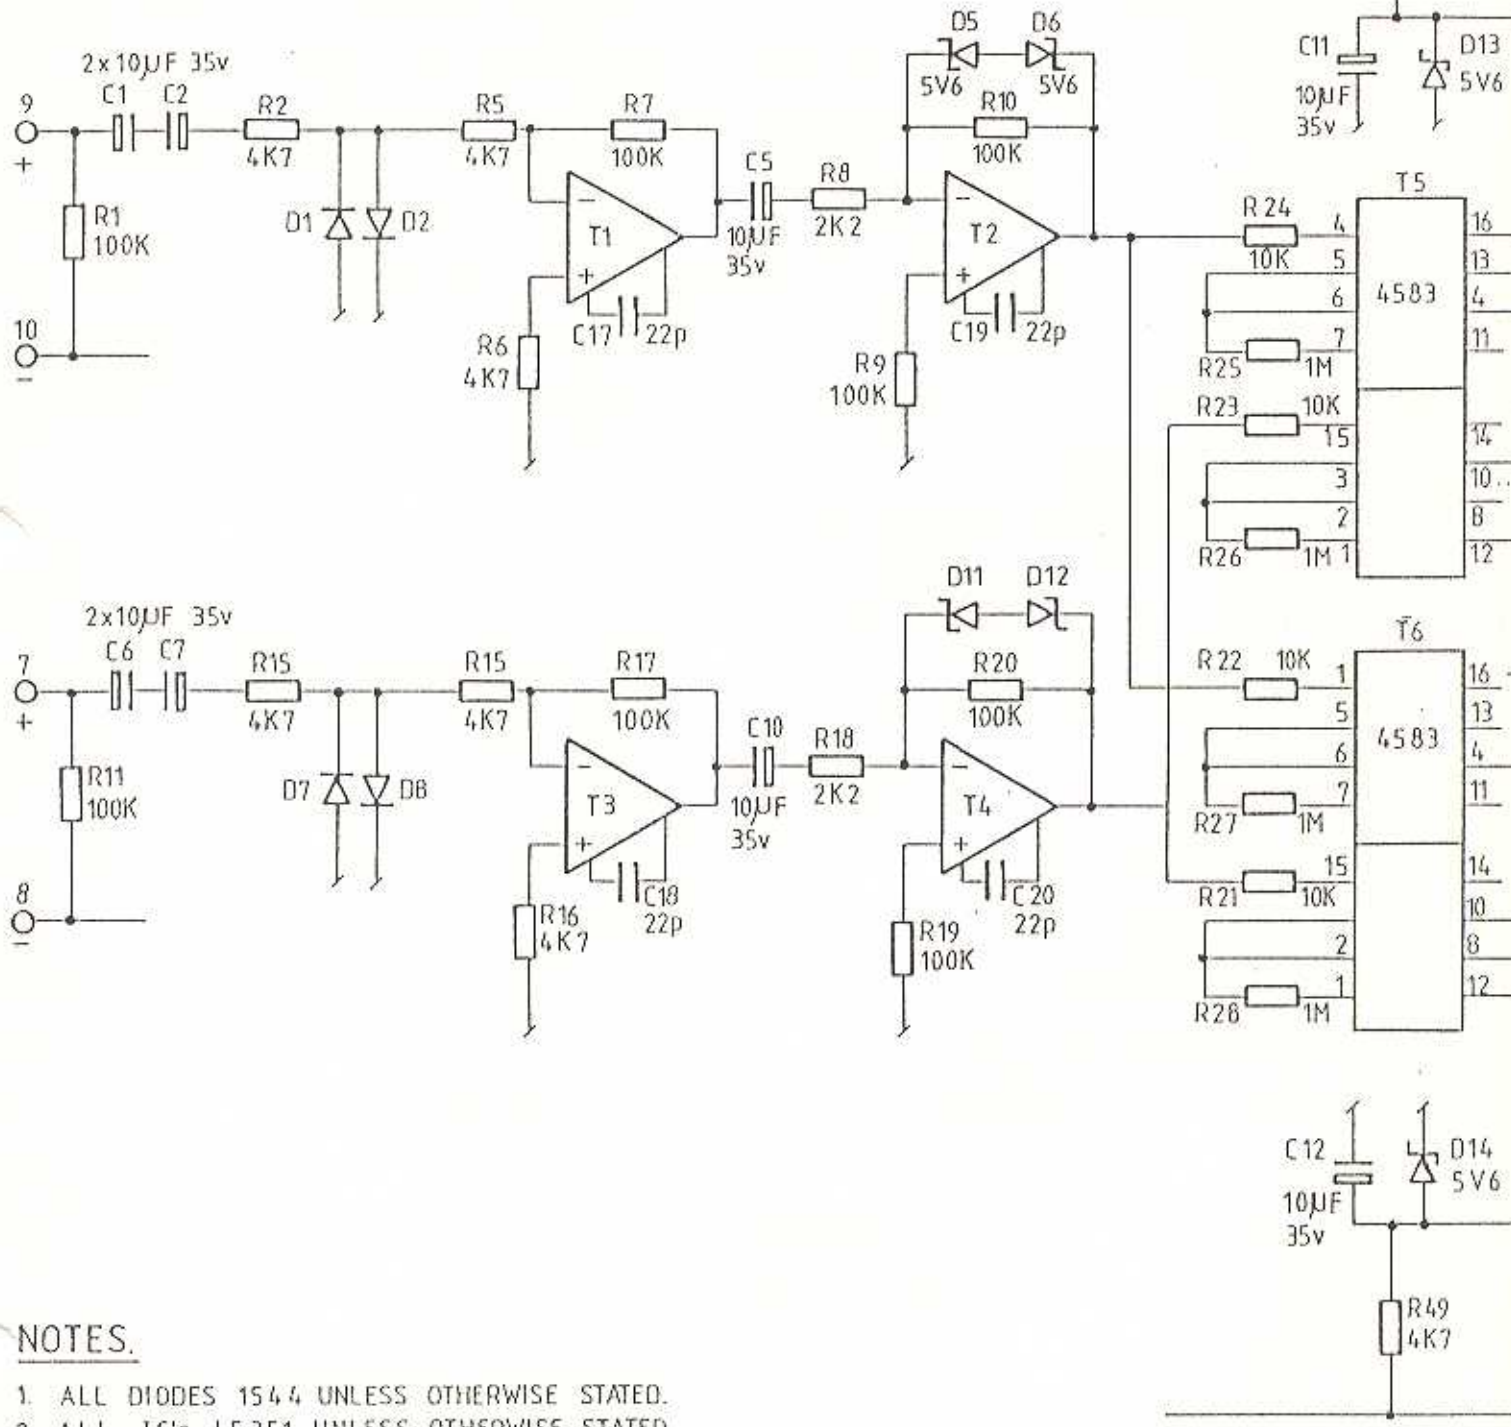 2x10µF 35v
C1 C2
9
+
R2
4K7
R1
100K
D1
D2
10
-
R5
4K7
R7
100K
-
T1
+
C17
22p
R6
4K7
C5
10µF
35v
R8
2K2
D5 D6
5V6 5V6
R10
100K
-
T2
+
C19
22p
R9
100K
C11
10µF
35v
D13
5V6
T5
4583
R24
10K
4
5
6
7
R25
1M
R23
10K
15
3
2
1
R26
1M
16
13
4
11
14
10
8
12
2x10µF 35v
C6 C7
7
+
R15
4K7
R11
100K
D7
D8
8
-
R15
4K7
R17
100K
-
T3
+
C18
22p
R16
4K7
C10
10µF
35v
R18
2K2
D11 D12
R20
100K
-
T4
+
C20
22p
R19
100K
T6
4583
R22
10K
1
5
6
7
R27
1M
15
R21
10K
2
1
R28
1M
16
13
4
11
14
10
8
12
C12
10µF
35v
D14
5V6
R49
4K7
NOTES.
1. ALL DIODES 1544 UNLESS OTHERWISE STATED.